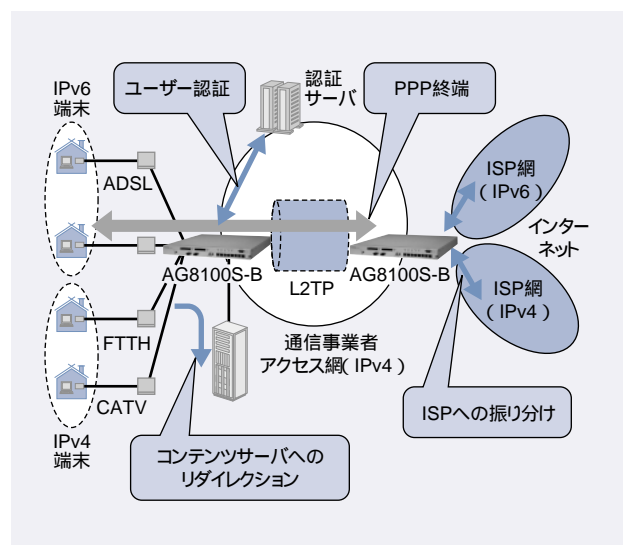 ユーザー認証
認証
サーバ
PPP終端
IPv6
端末
ADSL
ISP網
（IPv6）
インター
ネット
AG8100S-B
L2TP
AG8100S-B
ISP網
（IPv4）
FTTH
通信事業者
アクセス網（IPv4）
CATV
ISPへの振り分け
IPv4
端末
コンテンツサーバへの
リダイレクション